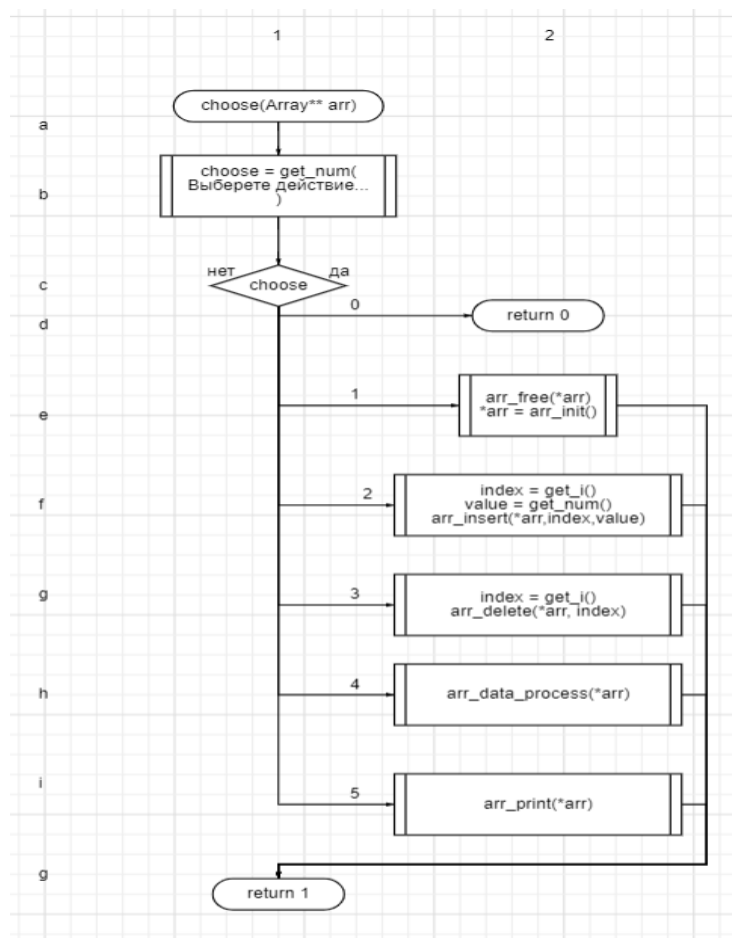 1 2
choose(Array** arr)
a
choose = get_num(
Выберете действие...
)
b
нет да
choose
c
0
return 0
d
1
arr_free(*arr)
*arr = arr_init()
e
2
index = get_i()
value = get_num()
arr_insert(*arr,index,value)
f
3
index = get_i()
arr_delete(*arr, index)
g
4
arr_data_process(*arr)
h
i
5
arr_print(*arr)
g
return 1